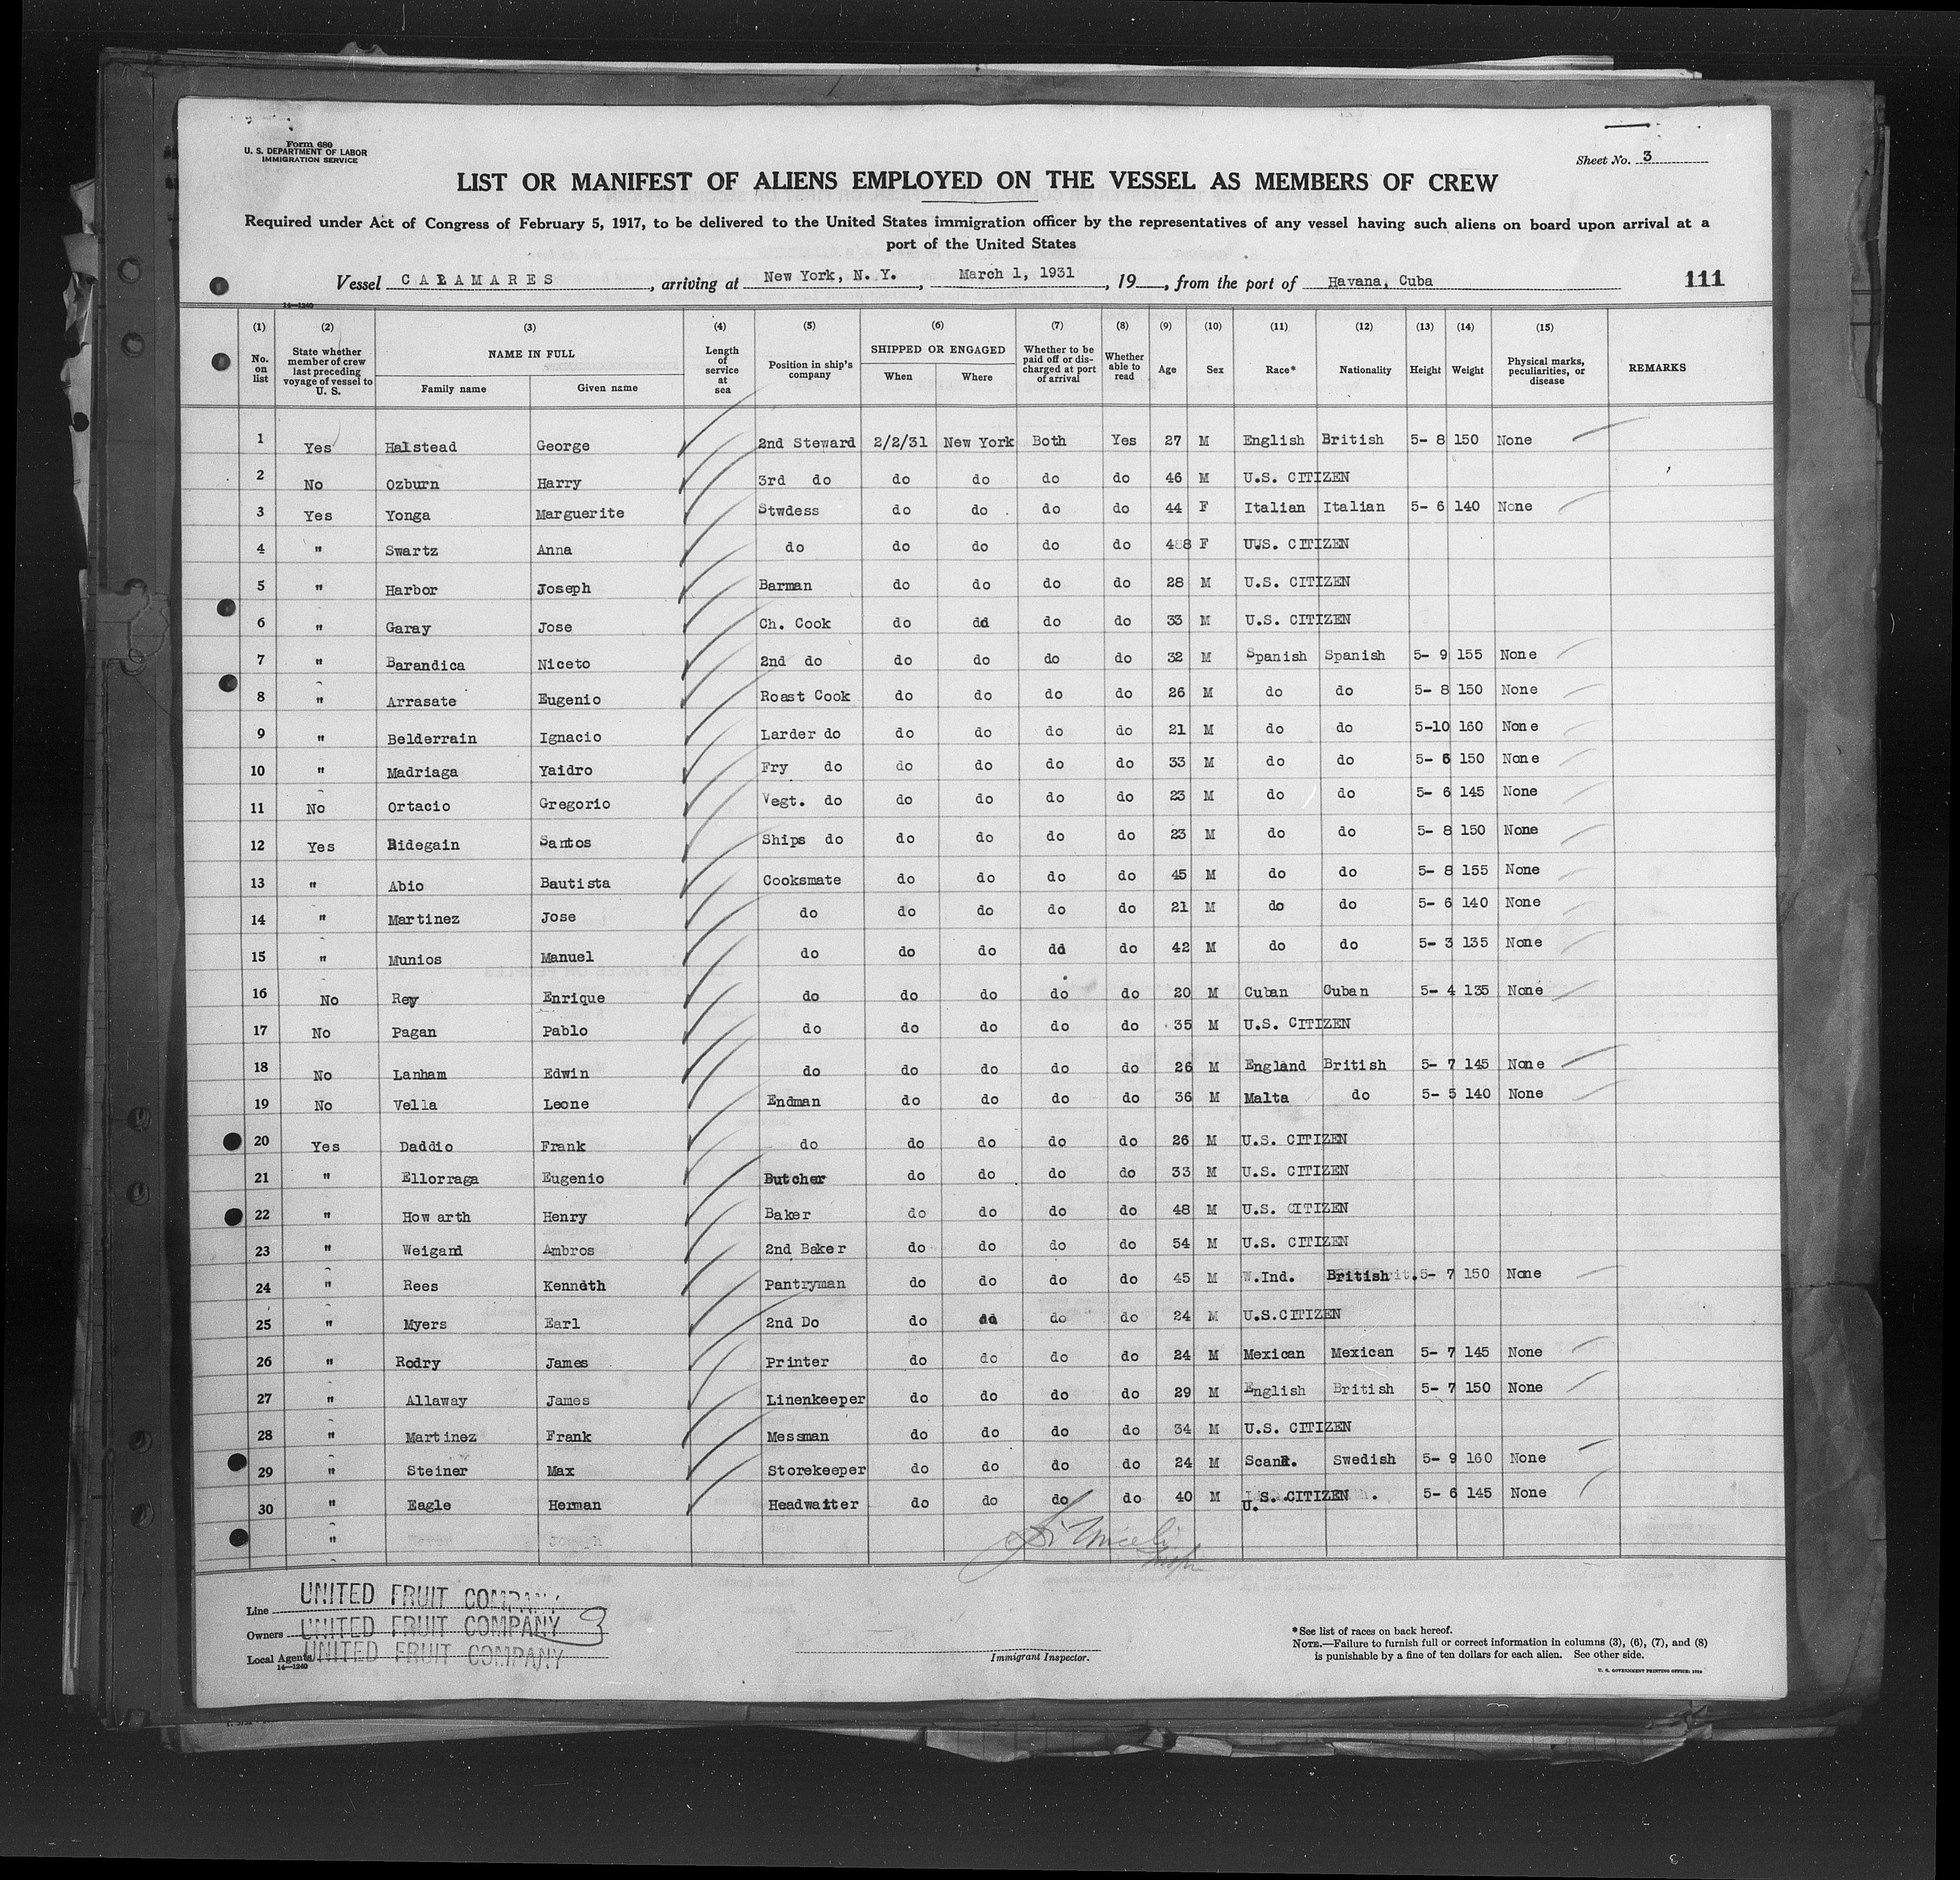 Form 680
U. S. DEPARTMENT OF LABOR
IMMIGRATION SERVICE
Sheet No. 3
LIST OR MANIFEST OF ALIENS EMPLOYED ON THE VESSEL AS MEMBERS OF CREW
Required under Act of Congress of February 5, 1917, to be delivered to the United States immigration officer by the representatives of any vessel having such aliens on board upon arrival at a
port of the United States
Vessel CALAMARES, arriving at New York, N. Y., March 1, 1931, 19, from the port of Havana, Cuba 111
14—1240
(1) (2) (3) (4) (5) (6) (7) (8) (9) (10) (11) (12) (13) (14) (15)
No. on list State whether member of crew last preceding voyage of vessel to U. S. NAME IN FULL Family name Given name Length of service at sea Position in ship's company SHIPPED OR ENGAGED When Where Whether to be paid off or discharged at port of arrival Whether able to read Age Sex Race* Nationality Height Weight Physical marks, peculiarities, or disease REMARKS
1 Yes Halstead George 2nd Steward 2/2/31 New York Both Yes 27 M English British 5- 8 150 None
2 No Ozburn Harry 3rd do do do do do 46 M U.S. CITIZEN
3 Yes Yonga Marguerite Stwdess do do do do 44 F Italian Italian 5- 6 140 None
4 " Swartz Anna do do do do do 488 F UUS. CITIZEN
5 " Harbor Joseph Barman do do do do 28 M U.S. CITIZEN
6 " Garay Jose Ch. Cook do dd do do 33 M U.S. CITIZEN
7 " Barandica Niceto 2nd do do do do do 32 M Spanish Spanish 5- 9 155 None
8 " Arrasate Eugenio Roast Cook do do do do 26 M do do 5- 8 150 None
9 " Belderrain Ignacio Larder do do do do do 21 M do do 5-10 160 None
10 " Madriaga Yaidro Fry do do do do do 33 M do do 5- 6 150 None
11 No Ortacio Gregorio Vegt. do do do do do 23 M do do 5- 6 145 None
12 Yes Bidegain Santos Ships do do do do do 23 M do do 5- 8 150 None
13 " Abio Bautista Cooksmate do do do do 45 M do do 5- 8 155 None
14 " Martinez Jose do do do do do 21 M do do 5- 6 140 None
15 " Munios Manuel do do do dd do 42 M do do 5- 3 135 None
16 No Rey Enrique do do do do do 20 M Cuban Cuban 5- 4 135 None
17 No Pagan Pablo do do do do do 35 M U.S. CITIZEN
18 No Lanham Edwin do do do do do 26 M England British 5- 7 145 None
19 No Vella Leone Endman do do do do 36 M Malta do 5- 5 140 None
20 Yes Daddio Frank do do do do do 26 M U.S. CITIZEN
21 " Ellorraga Eugenio Butcher do do do do 33 M U.S. CITIZEN
22 " How arth Henry Baker do do do do 48 M U.S. CITIZEN
23 " Weigand Ambros 2nd Baker do do do do 54 M U.S. CITIZEN
24 " Rees Kenneth Pantryman do do do do 45 M W.Ind. British 5- 7 150 None
25 " Myers Earl 2nd Do do dd do do 24 M U.S.CITIZEN
26 " Rodry James Printer do do do do 24 M Mexican Mexican 5- 7 145 None
27 " Allaway James Linenkeeper do do do do 29 M English British 5- 7 150 None
28 " Martinez Frank Messman do do do do 34 M U.S. CITIZEN
29 " Steiner Max Storekeeper do do do do 24 M Scan. Swedish 5- 9 160 None
30 " Eagle Herman Headwaiter do do do do 40 M U.S. CITIZEN 5- 6 145 None
" Joseph
Line UNITED FRUIT COMPANY
Owners UNITED FRUIT COMPANY
Local Agents UNITED FRUIT COMPANY
14—1240
Immigrant Inspector.
*See list of races on back hereof.
NOTE.—Failure to furnish full or correct information in columns (3), (6), (7), and (8)
is punishable by a fine of ten dollars for each alien. See other side.